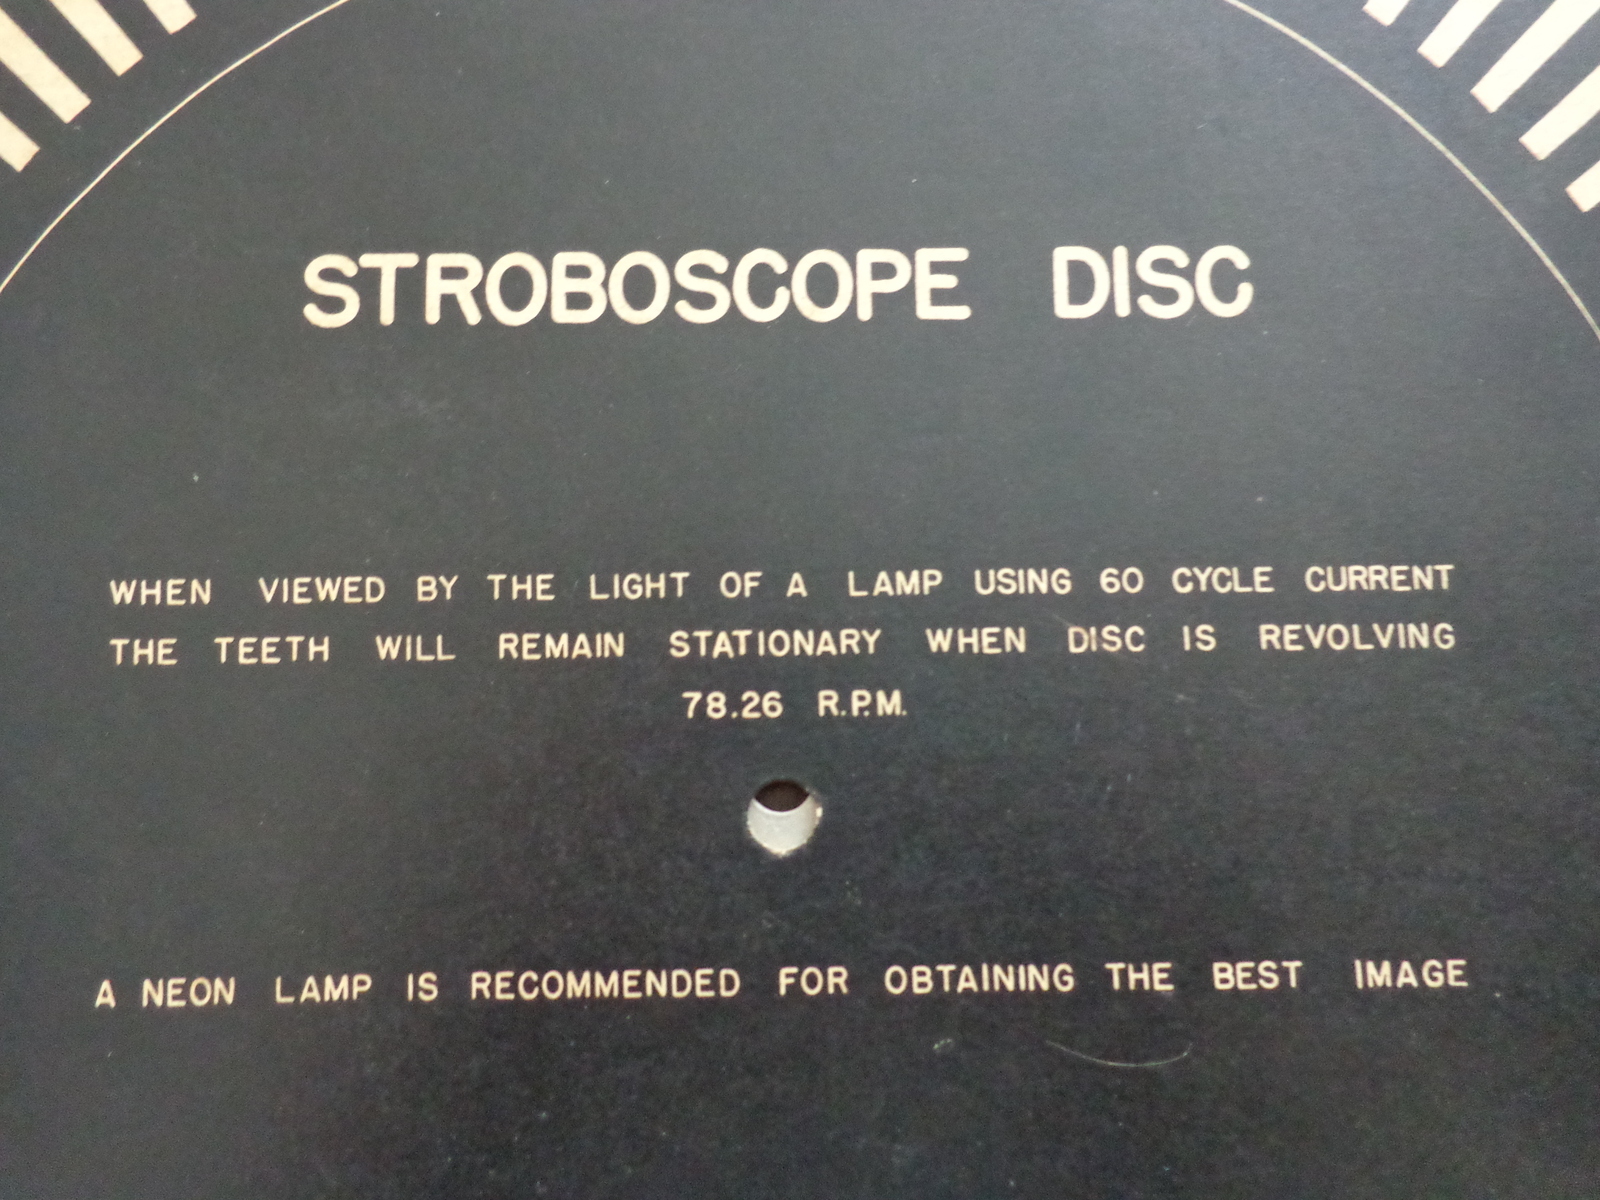 STROBOSCOPE DISC
WHEN VIEWED BY THE LIGHT OF A LAMP USING 60 CYCLE CURRENT
THE TEETH WILL REMAIN STATIONARY WHEN DISC IS REVOLVING
78.26 R.P.M.
A NEON LAMP IS RECOMMENDED FOR OBTAINING THE BEST IMAGE